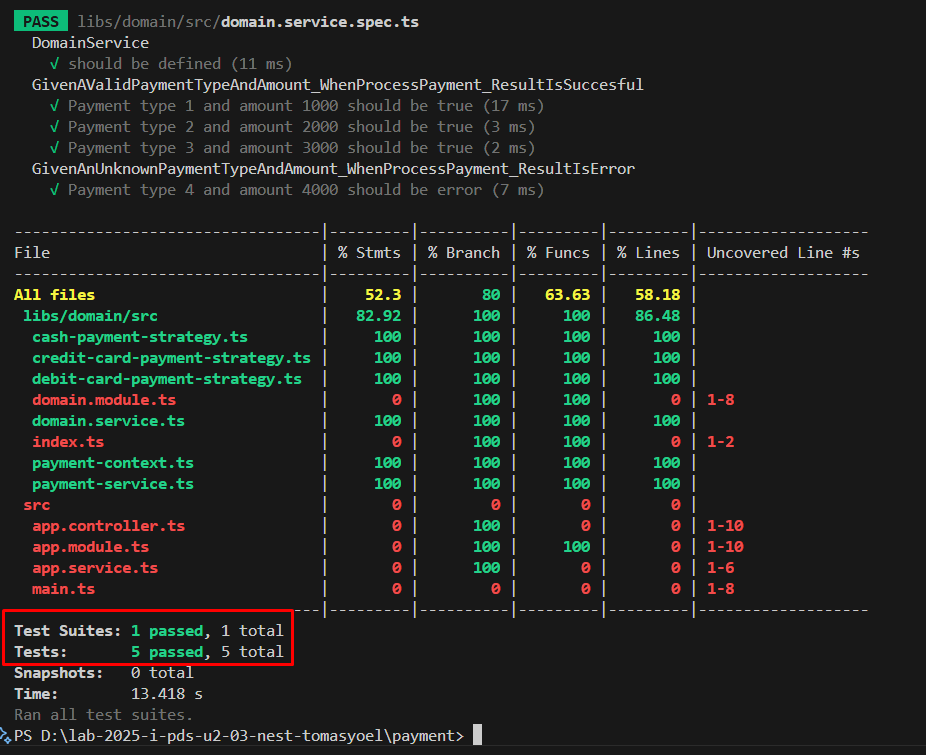 PASS libs/domain/src/domain.service.spec.ts
DomainService
√ should be defined (11 ms)
GivenAValidPaymentTypeAndAmount_WhenProcessPayment_ResultIsSuccesful
√ Payment type 1 and amount 1000 should be true (17 ms)
√ Payment type 2 and amount 2000 should be true (3 ms)
√ Payment type 3 and amount 3000 should be true (2 ms)
GivenAnUnknownPaymentTypeAndAmount_WhenProcessPayment_ResultIsError
√ Payment type 4 and amount 4000 should be error (7 ms)
----------------------------------|---------|----------|---------|---------|-------------------
File | % Stmts | % Branch | % Funcs | % Lines | Uncovered Line #s
----------------------------------|---------|----------|---------|---------|-------------------
All files | 52.3 | 80 | 63.63 | 58.18 |
libs/domain/src | 82.92 | 100 | 100 | 86.48 |
cash-payment-strategy.ts | 100 | 100 | 100 | 100 |
credit-card-payment-strategy.ts | 100 | 100 | 100 | 100 |
debit-card-payment-strategy.ts | 100 | 100 | 100 | 100 |
domain.module.ts | 0 | 100 | 100 | 0 | 1-8
domain.service.ts | 100 | 100 | 100 | 100 |
index.ts | 0 | 100 | 100 | 0 | 1-2
payment-context.ts | 100 | 100 | 100 | 100 |
payment-service.ts | 100 | 100 | 100 | 100 |
src | 0 | 0 | 0 | 0 |
app.controller.ts | 0 | 100 | 0 | 0 | 1-10
app.module.ts | 0 | 100 | 100 | 0 | 1-10
app.service.ts | 0 | 100 | 0 | 0 | 1-6
main.ts | 0 | 0 | 0 | 0 | 1-8
----------------------------------|---------|----------|---------|---------|-------------------
Test Suites: 1 passed, 1 total
Tests: 5 passed, 5 total
Snapshots: 0 total
Time: 13.418 s
Ran all test suites.
PS D:\lab-2025-i-pds-u2-03-nest-tomasyoel\payment>